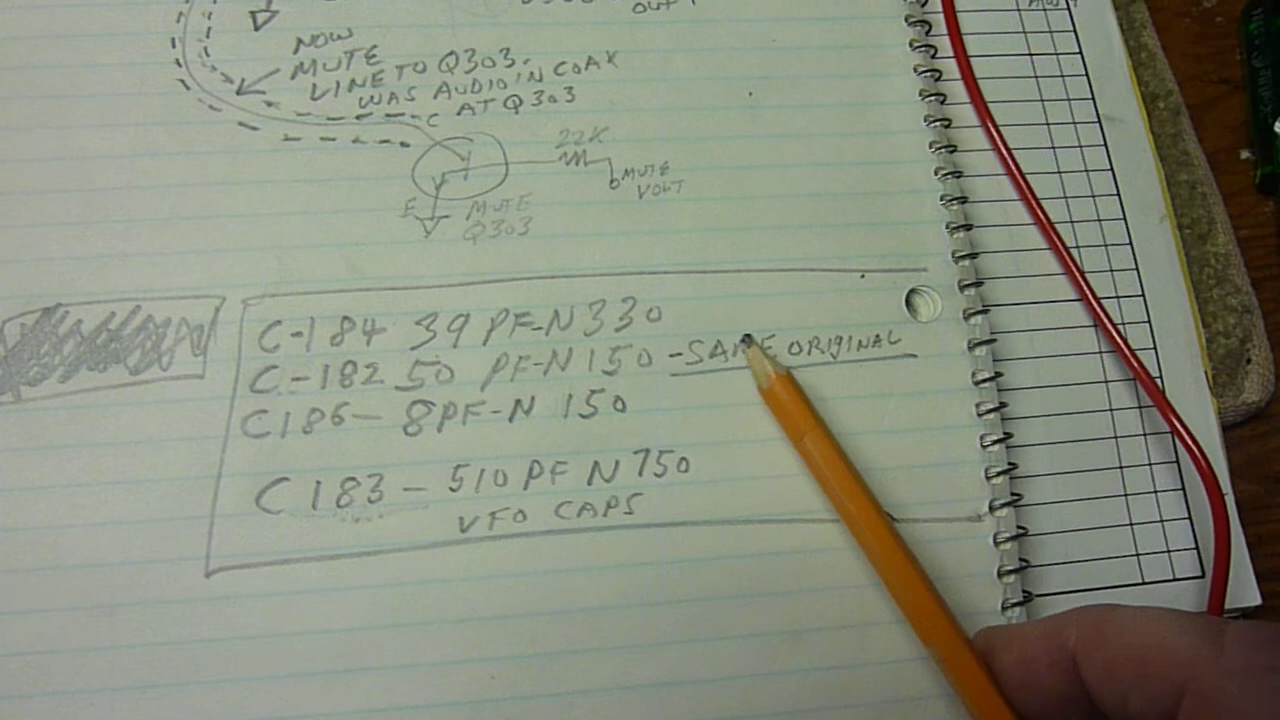 OUT
NOW
MUTE
LINE TO Q303.
WAS AUDIO IN COAX
AT Q303
C
22K
MUTE
VOLT
E
MUTE
Q303
C-184 39 PF-N330
C-182 50 PF-N150-SAME ORIGINAL
C186- 8PF-N 150
C183- 510 PF N750
VFO CAPS